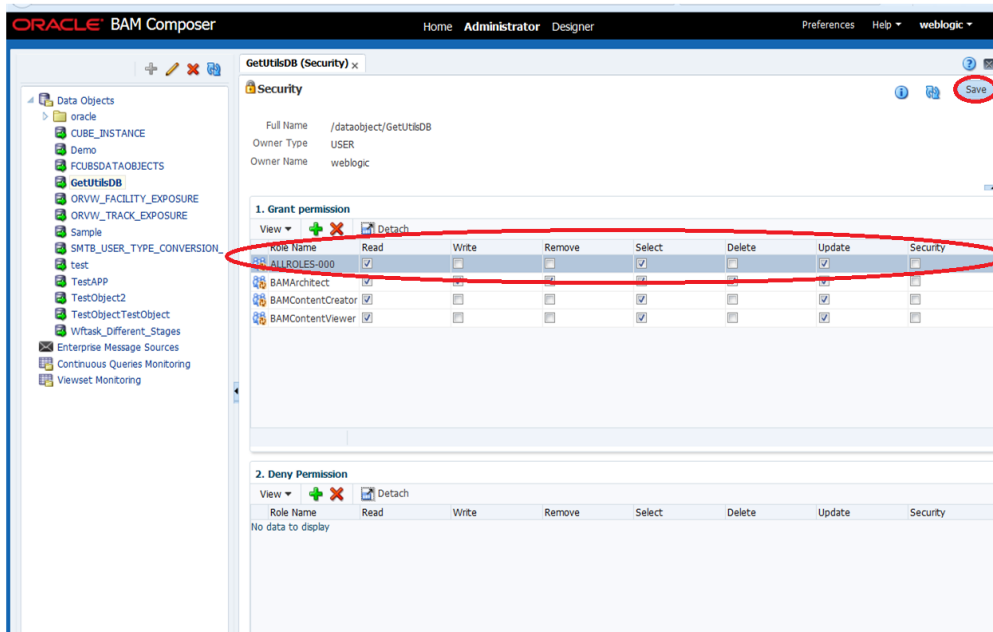 ORACLE BAM Composer Home Administrator Designer Preferences Help weblogic
GetUtilsDB (Security) x
Security
Save
Full Name /dataobject/GetUtilsDB
Owner Type USER
Owner Name weblogic
Data Objects
oracle
CUBE_INSTANCE
Demo
FCUBSDATAOBJECTS
GetUtilsDB
ORVW_FACILITY_EXPOSURE
ORVW_TRACK_EXPOSURE
Sample
SMTB_USER_TYPE_CONVERSION_
test
TestAPP
TestObject2
TestObjectTestObject
Wftask_Different_Stages
Enterprise Message Sources
Continuous Queries Monitoring
Viewset Monitoring
1. Grant permission
View Detach
Role Name Read Write Remove Select Delete Update Security
ALLROLES-000
BAMArchitect
BAMContentCreator
BAMContentViewer
2. Deny Permission
View Detach
Role Name Read Write Remove Select Delete Update Security
No data to display